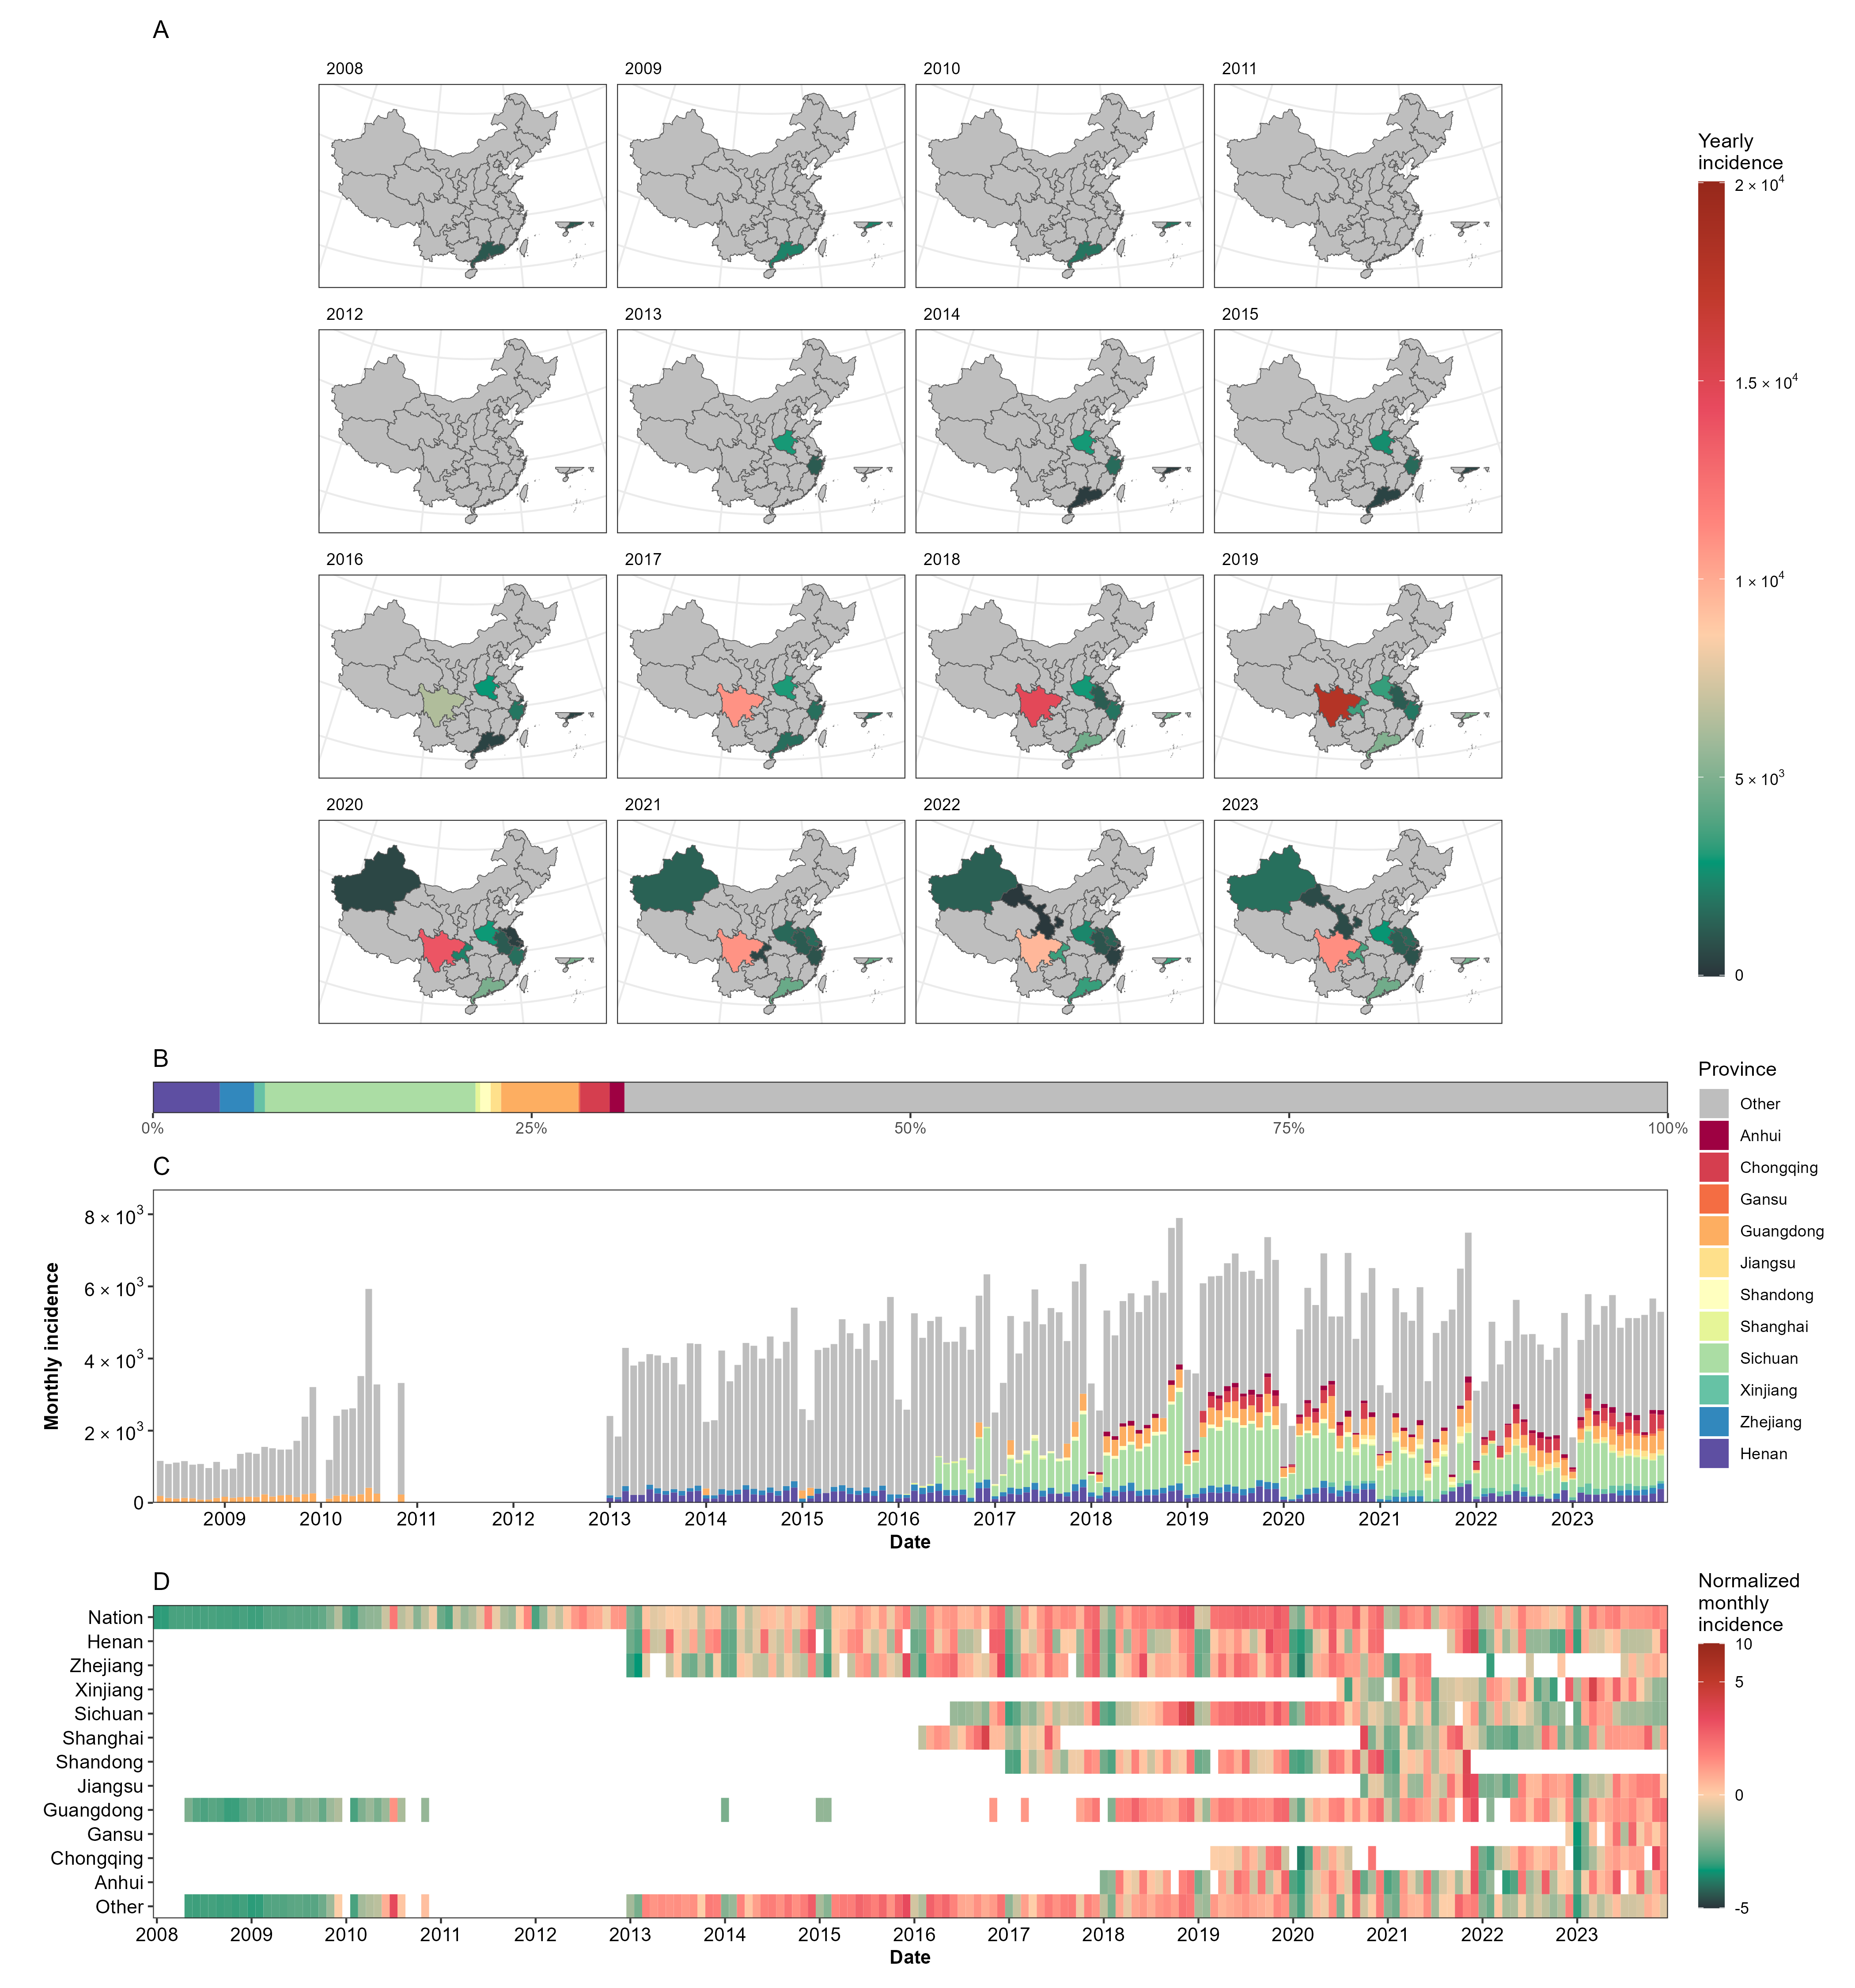 A
2008
2009
2010
2011
2012
2013
2014
2015
2016
2017
2018
2019
2020
2021
2022
2023
Yearly
incidence
2 × 10⁴
1.5 × 10⁴
1 × 10⁴
5 × 10³
0
B
0%
25%
50%
75%
100%
Province
Other
Anhui
Chongqing
Gansu
Guangdong
Jiangsu
Shandong
Shanghai
Sichuan
Xinjiang
Zhejiang
Henan
C
Monthly incidence
8 × 10³
6 × 10³
4 × 10³
2 × 10³
0
2009 2010 2011 2012 2013 2014 2015 2016 2017 2018 2019 2020 2021 2022 2023
Date
D
Nation
Henan
Zhejiang
Xinjiang
Sichuan
Shanghai
Shandong
Jiangsu
Guangdong
Gansu
Chongqing
Anhui
Other
2008 2009 2010 2011 2012 2013 2014 2015 2016 2017 2018 2019 2020 2021 2022 2023
Date
Normalized
monthly
incidence
10
5
0
-5